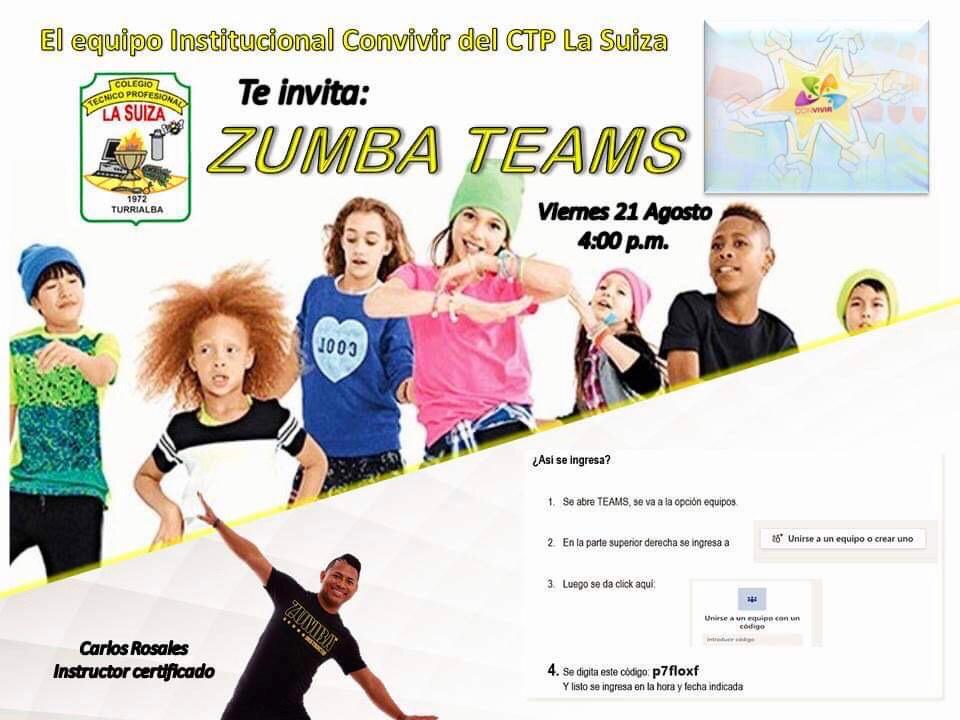 El equipo Institucional Convivir del CTP La Suiza
COLEGIO
TECNICO PROFESIONAL
LA SUIZA
1972
TURRIALBA
Te invita:
ZUMBA TEAMS
CONVIVIR
Viernes 21 Agosto
4:00 p.m.
COOL
¿Asi se ingresa?
1. Se abre TEAMS, se va a la opción equipos.
2. En la parte superior derecha se ingresa a
Unirse a un equipo o crear uno
3. Luego se da click aquí:
Unirse a un equipo con un
código
Introducir código
4. Se digita este código: p7floxf
Y listo se ingresa en la hora y fecha indicada
ZUMBA
Carlos Rosales
Instructor certificado